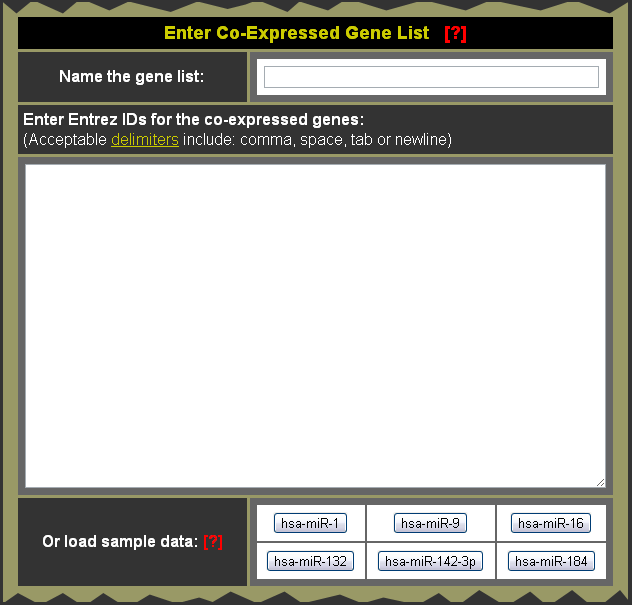 Enter Co-Expressed Gene List [?]
Name the gene list:
Enter Entrez IDs for the co-expressed genes:
(Acceptable delimiters include: comma, space, tab or newline)
Or load sample data: [?]
hsa-miR-1 hsa-miR-9 hsa-miR-16
hsa-miR-132 hsa-miR-142-3p hsa-miR-184